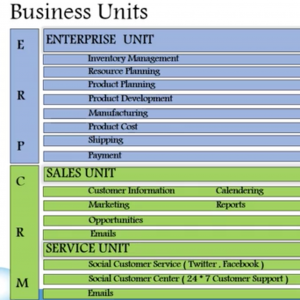 Business Units
E
R
P
ENTERPRISE UNIT
Inventory Management
Resource Planning
Product Planning
Product Development
Manufacturing
Product Cost
Shipping
Payment
C
R
M
SALES UNIT
Customer Information Calendering
Marketing Reports
Opportunities
Emails
SERVICE UNIT
Social Customer Service ( Twitter , Facebook )
Social Customer Center ( 24 * 7 Customer Support )
Emails